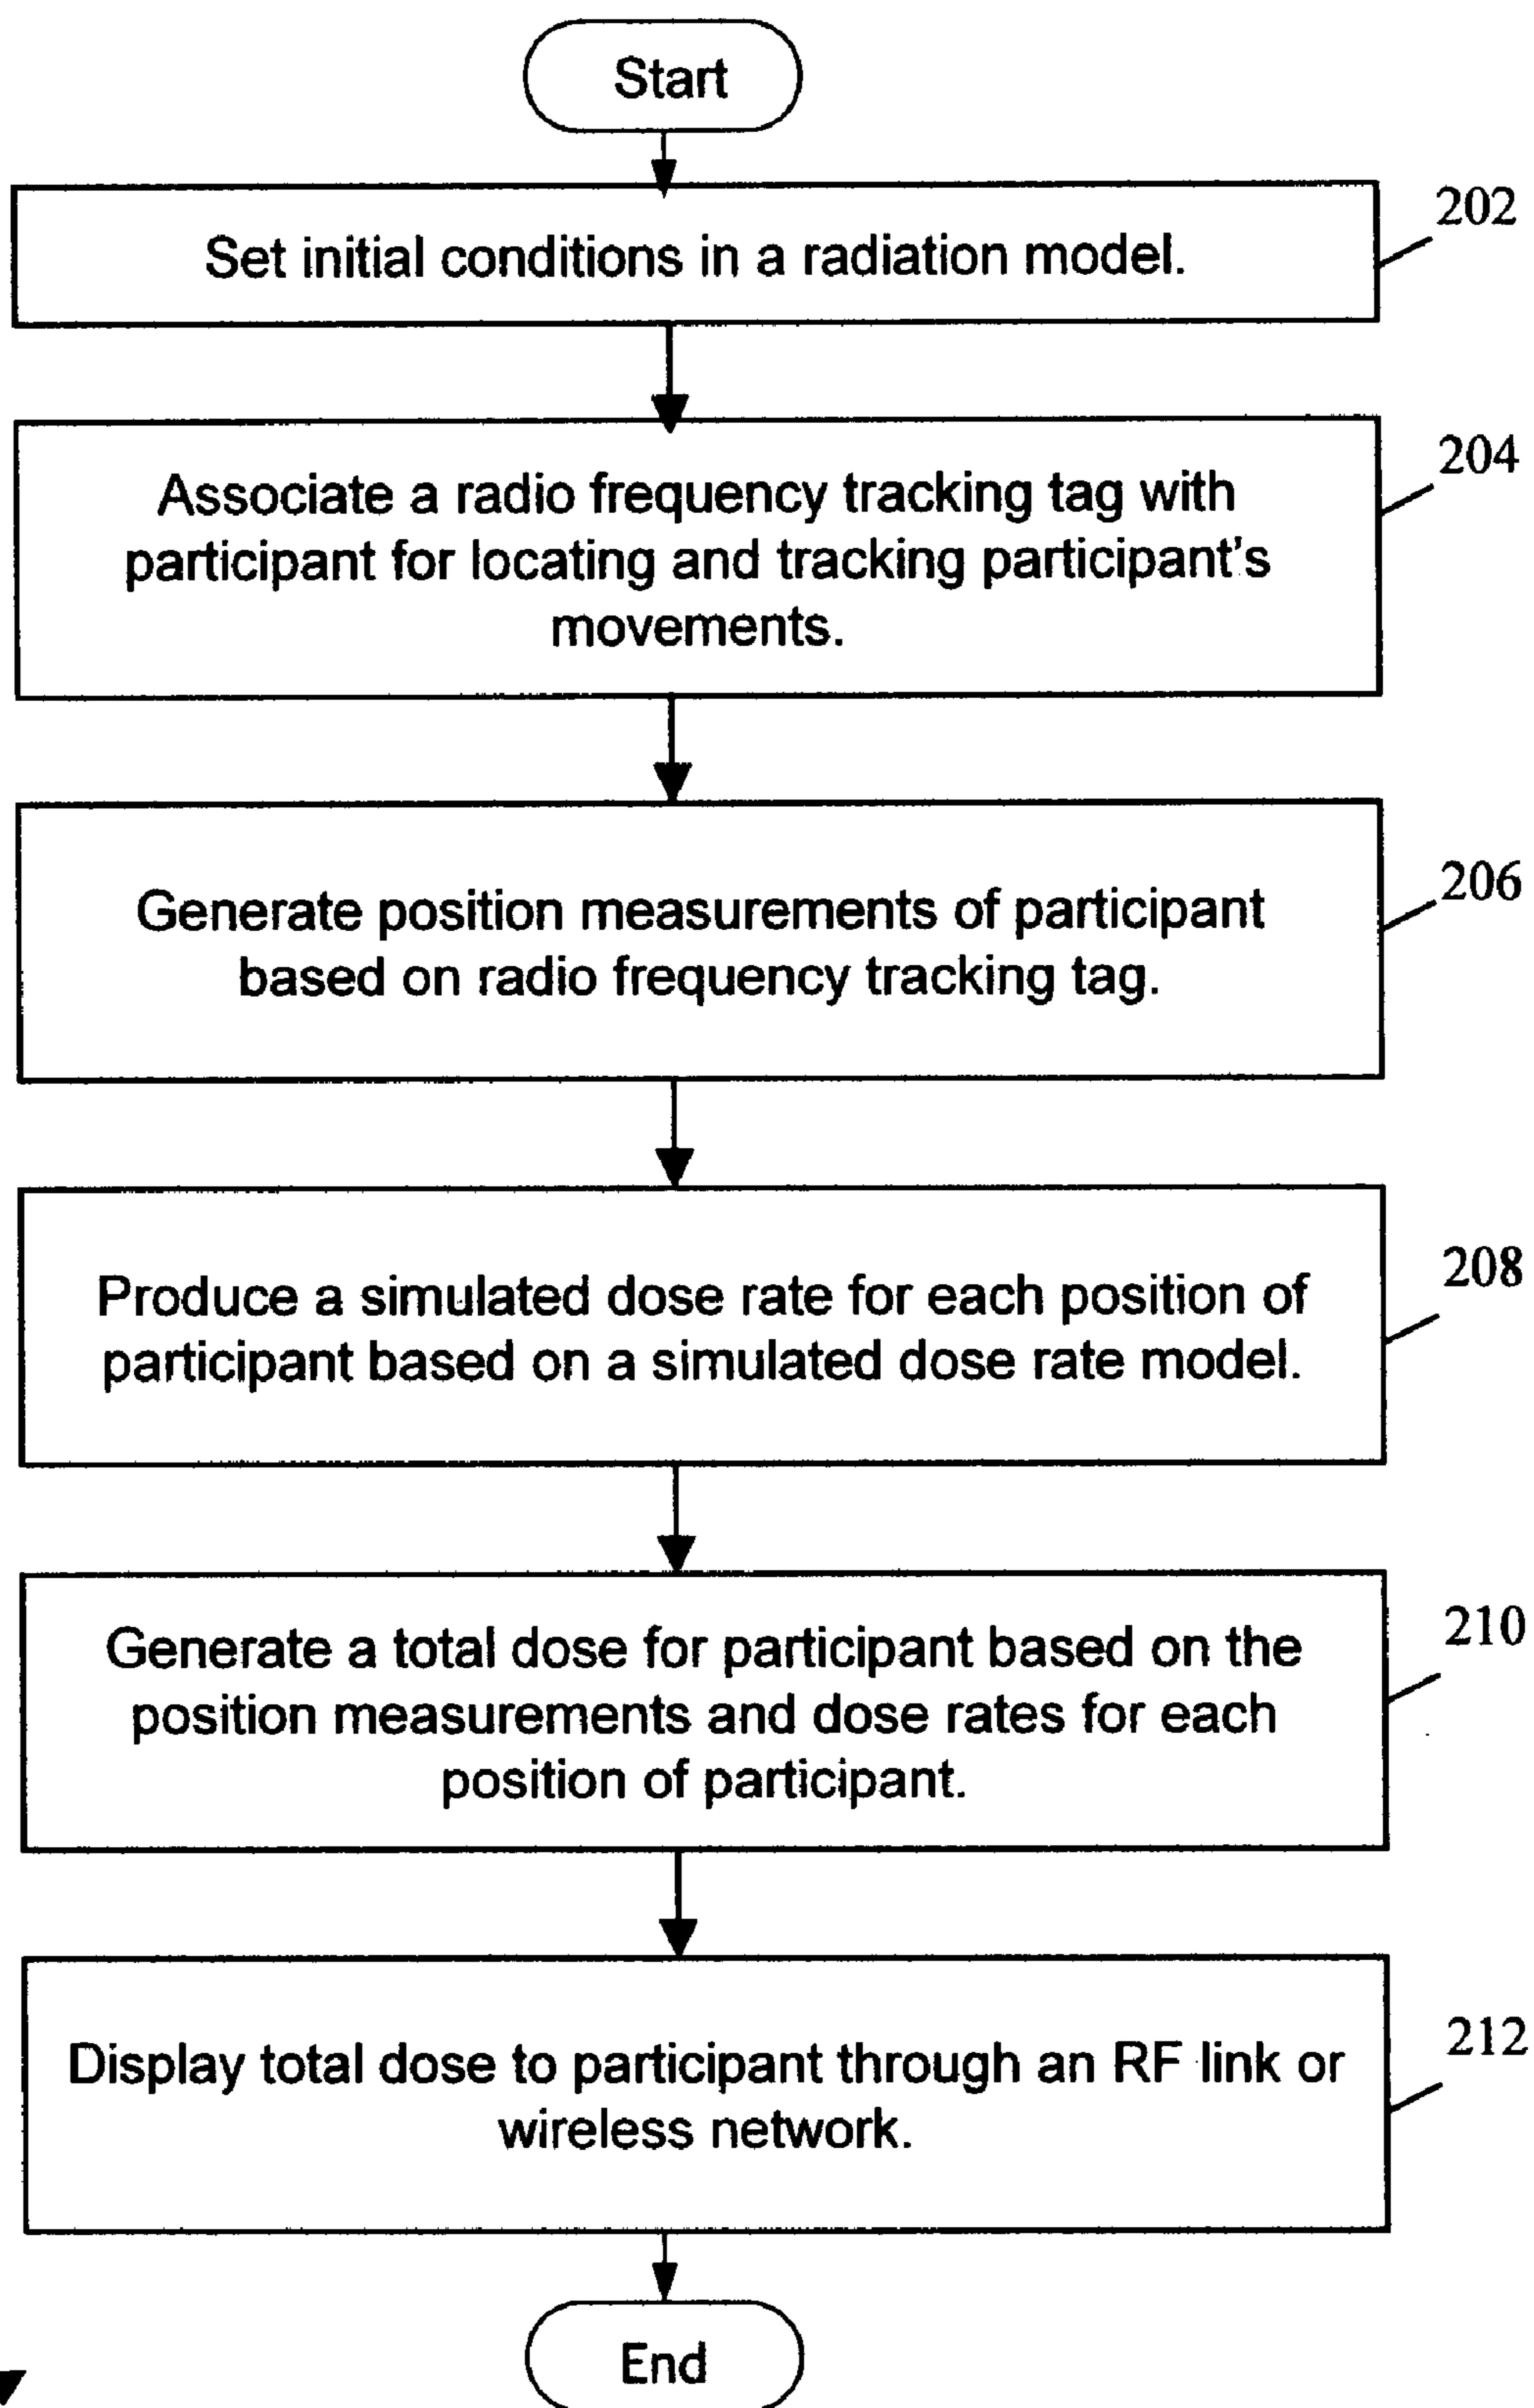 Start
202
Set initial conditions in a radiation model.
204
Associate a radio frequency tracking tag with
participant for locating and tracking participant's
movements.
206
Generate position measurements of participant
based on radio frequency tracking tag.
208
Produce a simulated dose rate for each position of
participant based on a simulated dose rate model.
210
Generate a total dose for participant based on the
position measurements and dose rates for each
position of participant.
212
Display total dose to participant through an RF link or
wireless network.
End